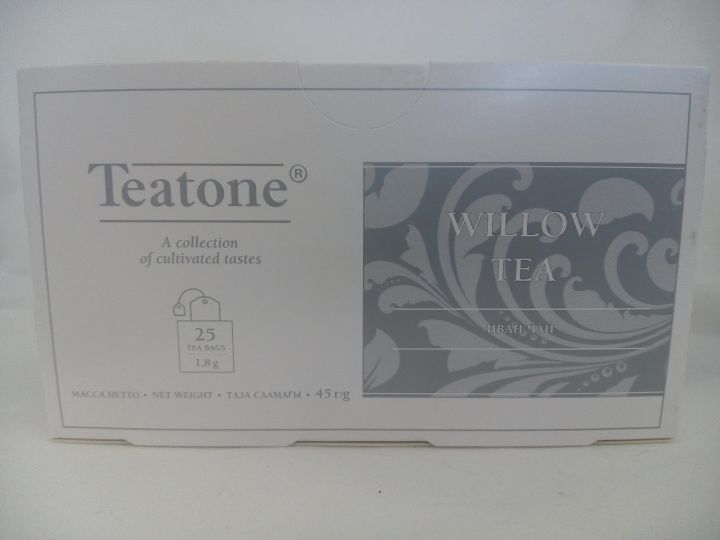 Teatone®
A collection
of cultivated tastes
25
TEA BAGS
1,8 g
МАССА НЕТТО • NET WEIGHT • ТАЗА САЛМАҒЫ • 45 г/g
WILLOW
TEA
ИВАН ЧАЙ